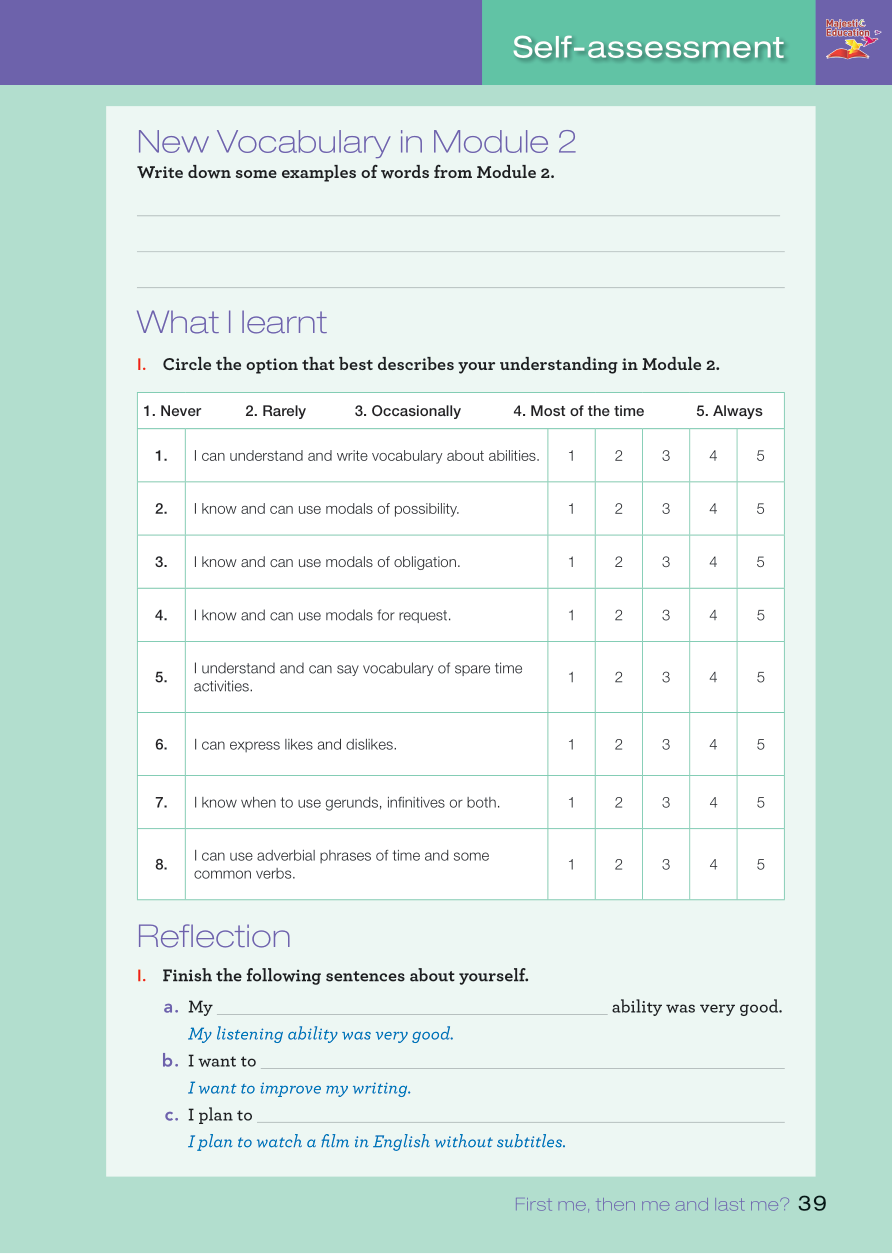 Self-assessment
Majestic
Education
New Vocabulary in Module 2
Write down some examples of words from Module 2.
What I learnt
I. Circle the option that best describes your understanding in Module 2.
1. Never 2. Rarely 3. Occasionally 4. Most of the time 5. Always
1. I can understand and write vocabulary about abilities. 1 2 3 4 5
2. I know and can use modals of possibility. 1 2 3 4 5
3. I know and can use modals of obligation. 1 2 3 4 5
4. I know and can use modals for request. 1 2 3 4 5
5. I understand and can say vocabulary of spare time
activities. 1 2 3 4 5
6. I can express likes and dislikes. 1 2 3 4 5
7. I know when to use gerunds, infinitives or both. 1 2 3 4 5
8. I can use adverbial phrases of time and some
common verbs. 1 2 3 4 5
Reflection
I. Finish the following sentences about yourself.
a. My ability was very good.
My listening ability was very good.
b. I want to
I want to improve my writing.
c. I plan to
I plan to watch a film in English without subtitles.
First me, then me and last me? 39